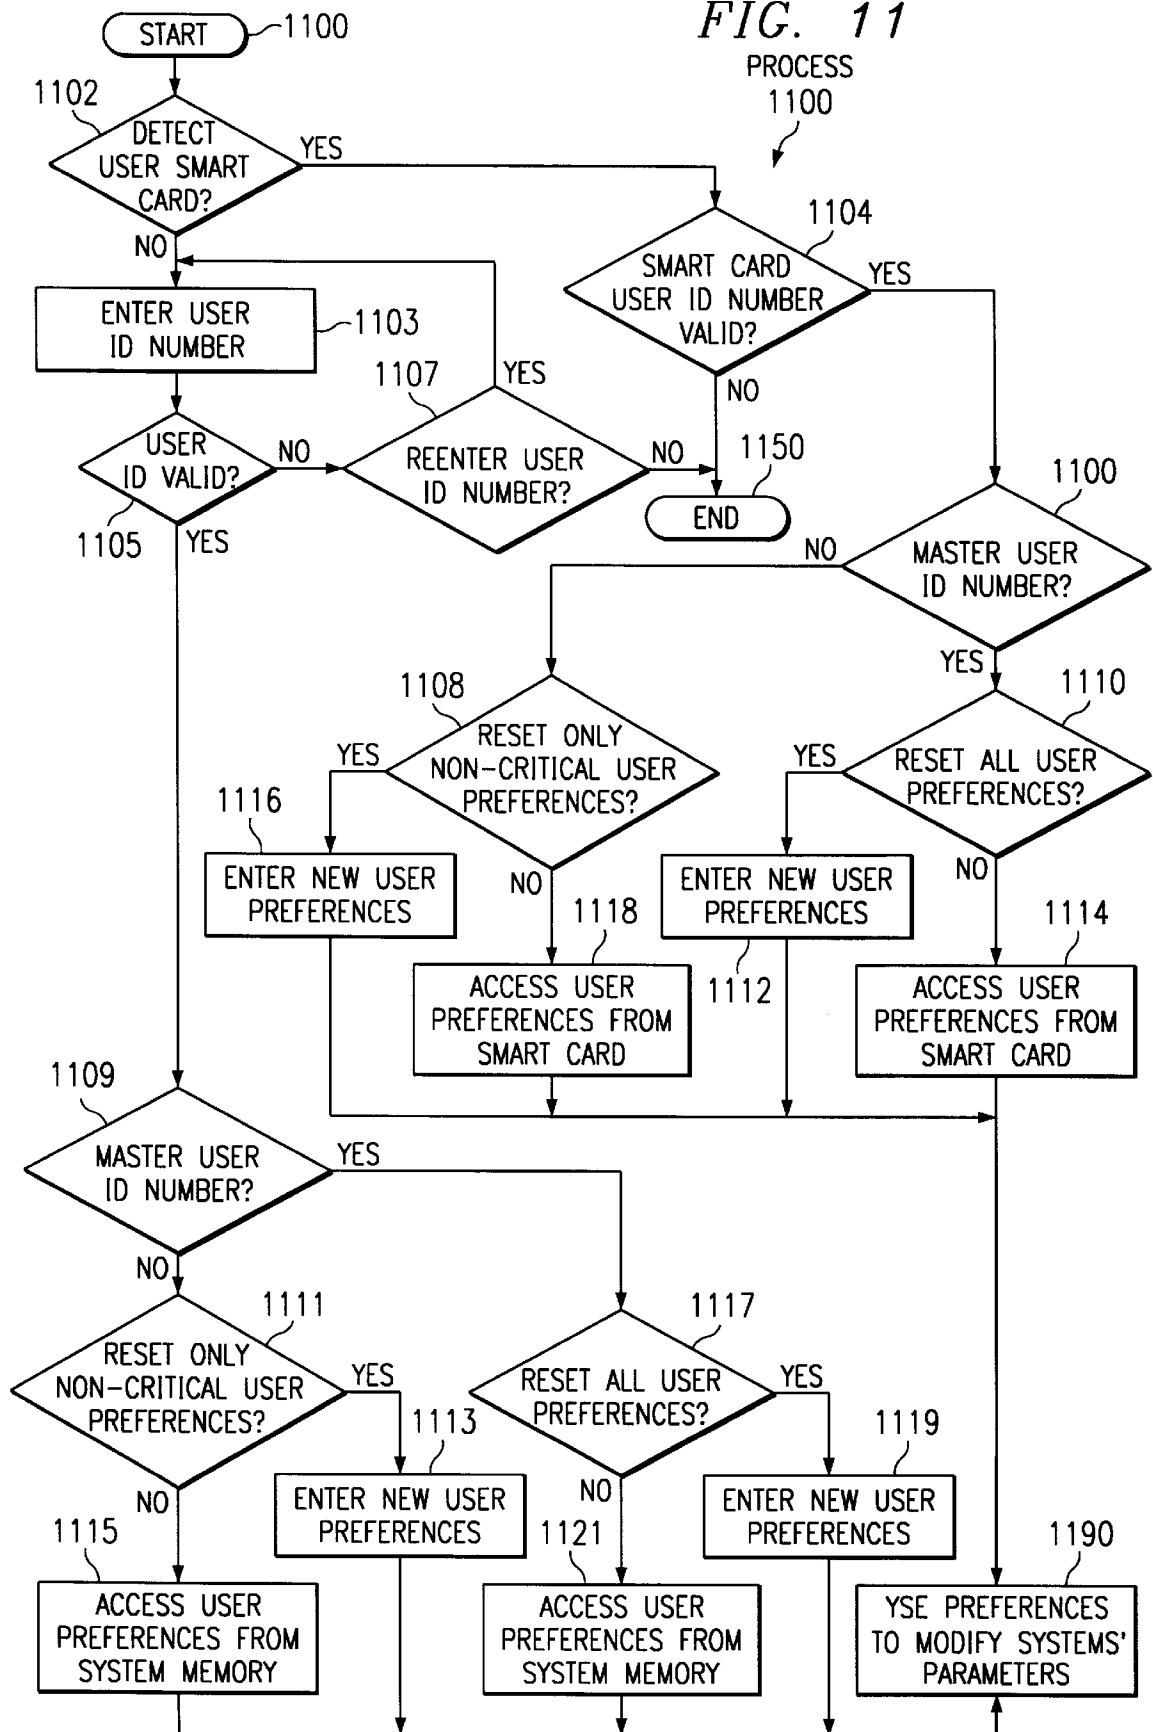 FIG. 11
PROCESS
1100
START
1100
1102
DETECT
USER SMART
CARD?
YES
NO
1104
SMART CARD
USER ID NUMBER
VALID?
YES
NO
ENTER USER
ID NUMBER
1103
1107
YES
REENTER USER
ID NUMBER?
NO
USER
ID VALID?
NO
1105
YES
1150
END
1100
MASTER USER
ID NUMBER?
NO
YES
1108
RESET ONLY
NON-CRITICAL USER
PREFERENCES?
YES
NO
1110
RESET ALL USER
PREFERENCES?
YES
NO
1116
ENTER NEW USER
PREFERENCES
1118
ACCESS USER
PREFERENCES FROM
SMART CARD
ENTER NEW USER
PREFERENCES
1112
1114
ACCESS USER
PREFERENCES FROM
SMART CARD
1109
MASTER USER
ID NUMBER?
YES
NO
1111
RESET ONLY
NON-CRITICAL USER
PREFERENCES?
YES
NO
1117
RESET ALL USER
PREFERENCES?
YES
NO
1113
ENTER NEW USER
PREFERENCES
1119
ENTER NEW USER
PREFERENCES
1115
ACCESS USER
PREFERENCES FROM
SYSTEM MEMORY
1121
ACCESS USER
PREFERENCES FROM
SYSTEM MEMORY
1190
YSE PREFERENCES
TO MODIFY SYSTEMS'
PARAMETERS